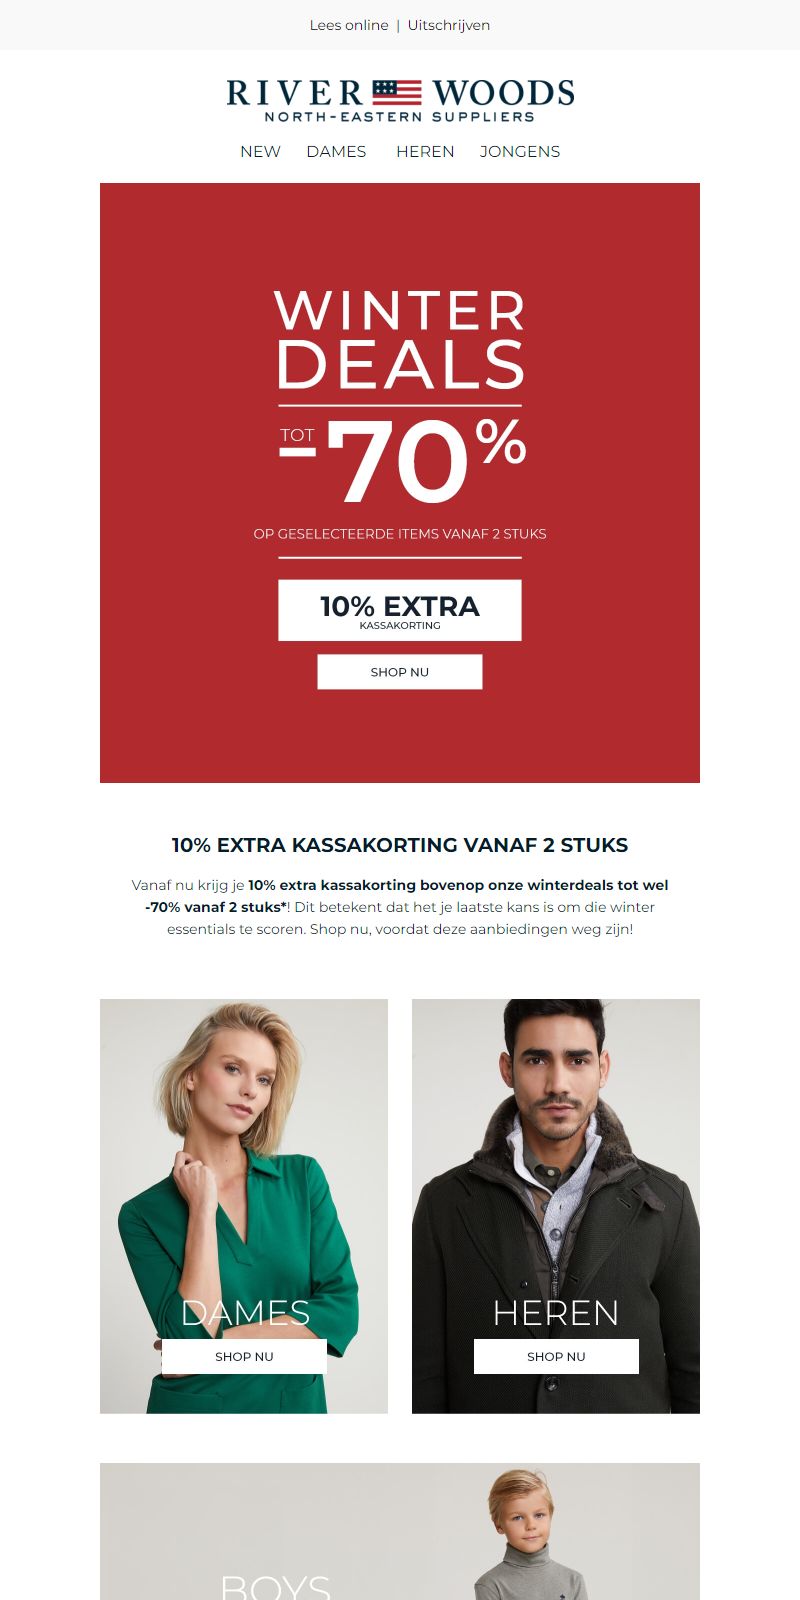 Lees online | Uitschrijven
RIVER WOODS
NORTH-EASTERN SUPPLIERS
NEW DAMES HEREN JONGENS
WINTER
DEALS
TOT
-70%
OP GESELECTEERDE ITEMS VANAF 2 STUKS
10% EXTRA
KASSAKORTING
SHOP NU
10% EXTRA KASSAKORTING VANAF 2 STUKS
Vanaf nu krijg je 10% extra kassakorting bovenop onze winterdeals tot wel
-70% vanaf 2 stuks*! Dit betekent dat het je laatste kans is om die winter
essentials te scoren. Shop nu, voordat deze aanbiedingen weg zijn!
DAMES
SHOP NU
HEREN
SHOP NU
BOYS